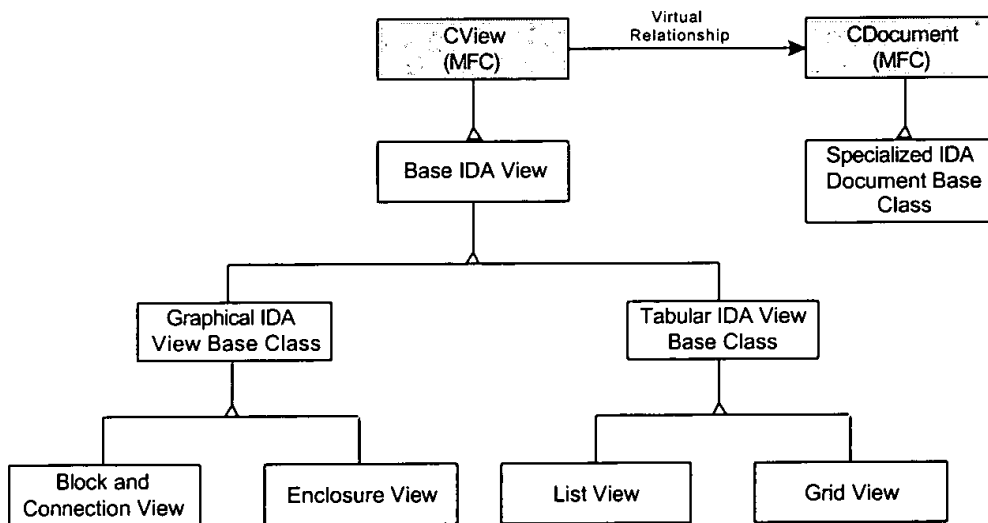 CView
(MFC)
Virtual
Relationship
CDocument
(MFC)
Base IDA View
Specialized IDA
Document Base
Class
Graphical IDA
View Base Class
Tabular IDA View
Base Class
Block and
Connection View
Enclosure View
List View
Grid View